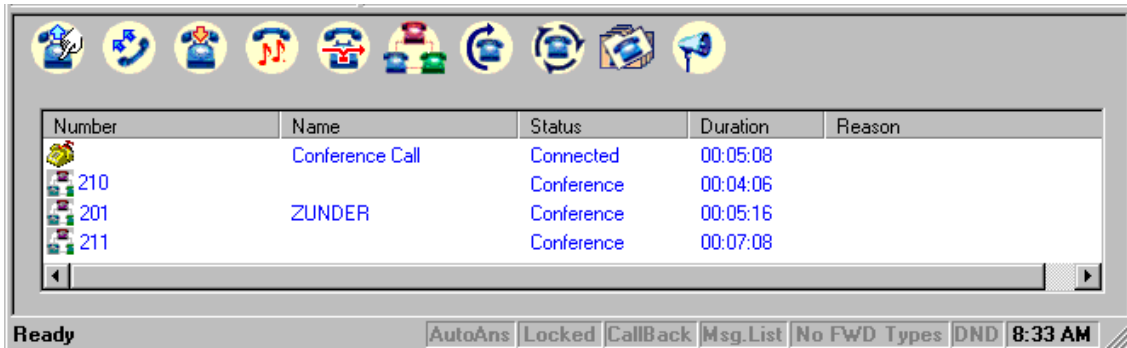 Number Name Status Duration Reason
Conference Call Connected 00:05:08
210 Conference 00:04:06
201 ZUNDER Conference 00:05:16
211 Conference 00:07:08
Ready AutoAns Locked CallBack Msg.List No FWD Types DND 8:33 AM